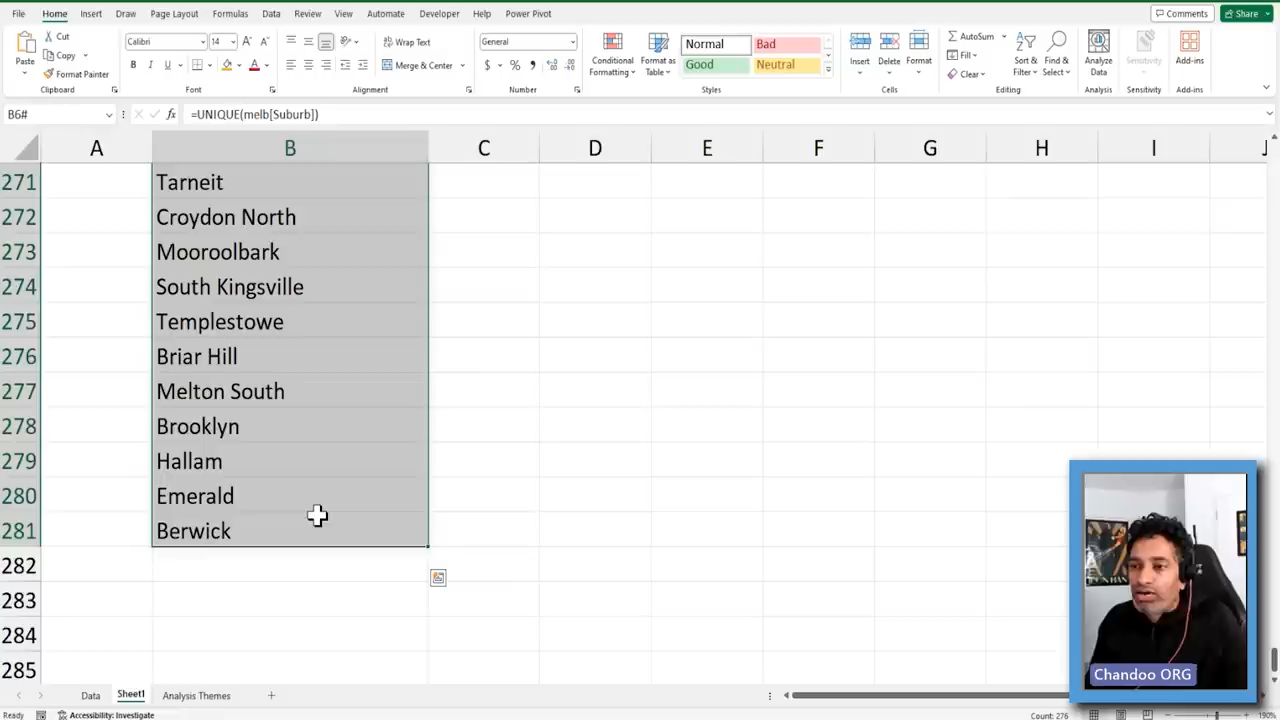 File Home Insert Draw Page Layout Formulas Data Review View Automate Developer Help Power Pivot Comments Share
Paste Cut Copy Format Painter Clipboard
Calibri 14 A A B I U A Font
Wrap Text Merge & Center Alignment
General $ % , Number
Conditional Formatting Format as Table Normal Bad Good Neutral Styles
Insert Delete Format Cells
AutoSum Fill Clear Sort & Filter Find & Select Editing
Analyze Data Analysis
Sensitivity Sensitivity
Add-ins Add-ins
B6# fx =UNIQUE(melb[Suburb])
A B C D E F G H I J
271 Tarneit
272 Croydon North
273 Mooroolbark
274 South Kingsville
275 Templestowe
276 Briar Hill
277 Melton South
278 Brooklyn
279 Hallam
280 Emerald
281 Berwick
282
283
284
285
Chandoo ORG
Data Sheet1 Analysis Themes +
Ready Accessibility: Investigate Count: 276 190%